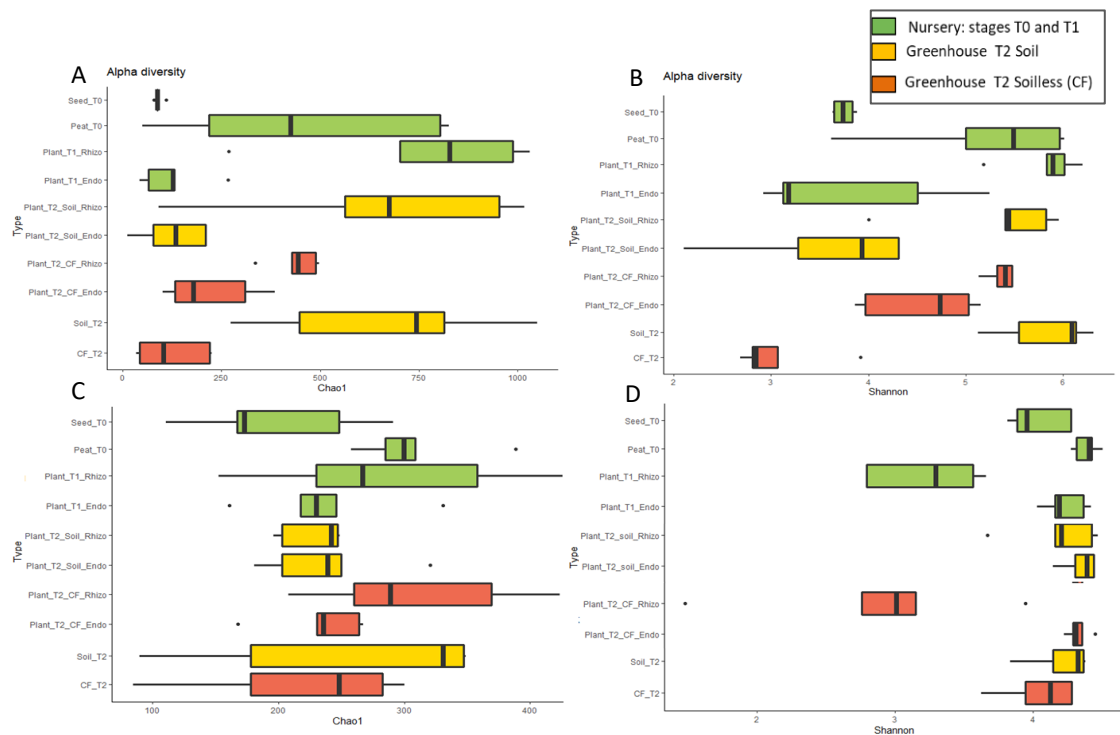 Nursery: stages T0 and T1
Greenhouse T2 Soil
Greenhouse T2 Soilless (CF)
A
Alpha diversity
Type
Seed_T0
Peat_T0
Plant_T1_Rhizo
Plant_T1_Endo
Plant_T2_Soil_Rhizo
Plant_T2_Soil_Endo
Plant_T2_CF_Rhizo
Plant_T2_CF_Endo
Soil_T2
CF_T2
0 250 500 750 1000
Chao1
B
Alpha diversity
Type
Seed_T0
Peat_T0
Plant_T1_Rhizo
Plant_T1_Endo
Plant_T2_Soil_Rhizo
Plant_T2_Soil_Endo
Plant_T2_CF_Rhizo
Plant_T2_CF_Endo
Soil_T2
CF_T2
2 3 4 5 6
Shannon
C
Type
Seed_T0
Peat_T0
Plant_T1_Rhizo
Plant_T1_Endo
Plant_T2_Soil_Rhizo
Plant_T2_Soil_Endo
Plant_T2_CF_Rhizo
Plant_T2_CF_Endo
Soil_T2
CF_T2
100 200 300 400
Chao1
D
Type
Seed_T0
Peat_T0
Plant_T1_Rhizo
Plant_T1_Endo
Plant_T2_soil_Rhizo
Plant_T2_soil_Endo
Plant_T2_CF_Rhizo
Plant_T2_CF_Endo
Soil_T2
CF_T2
2 3 4
Shannon